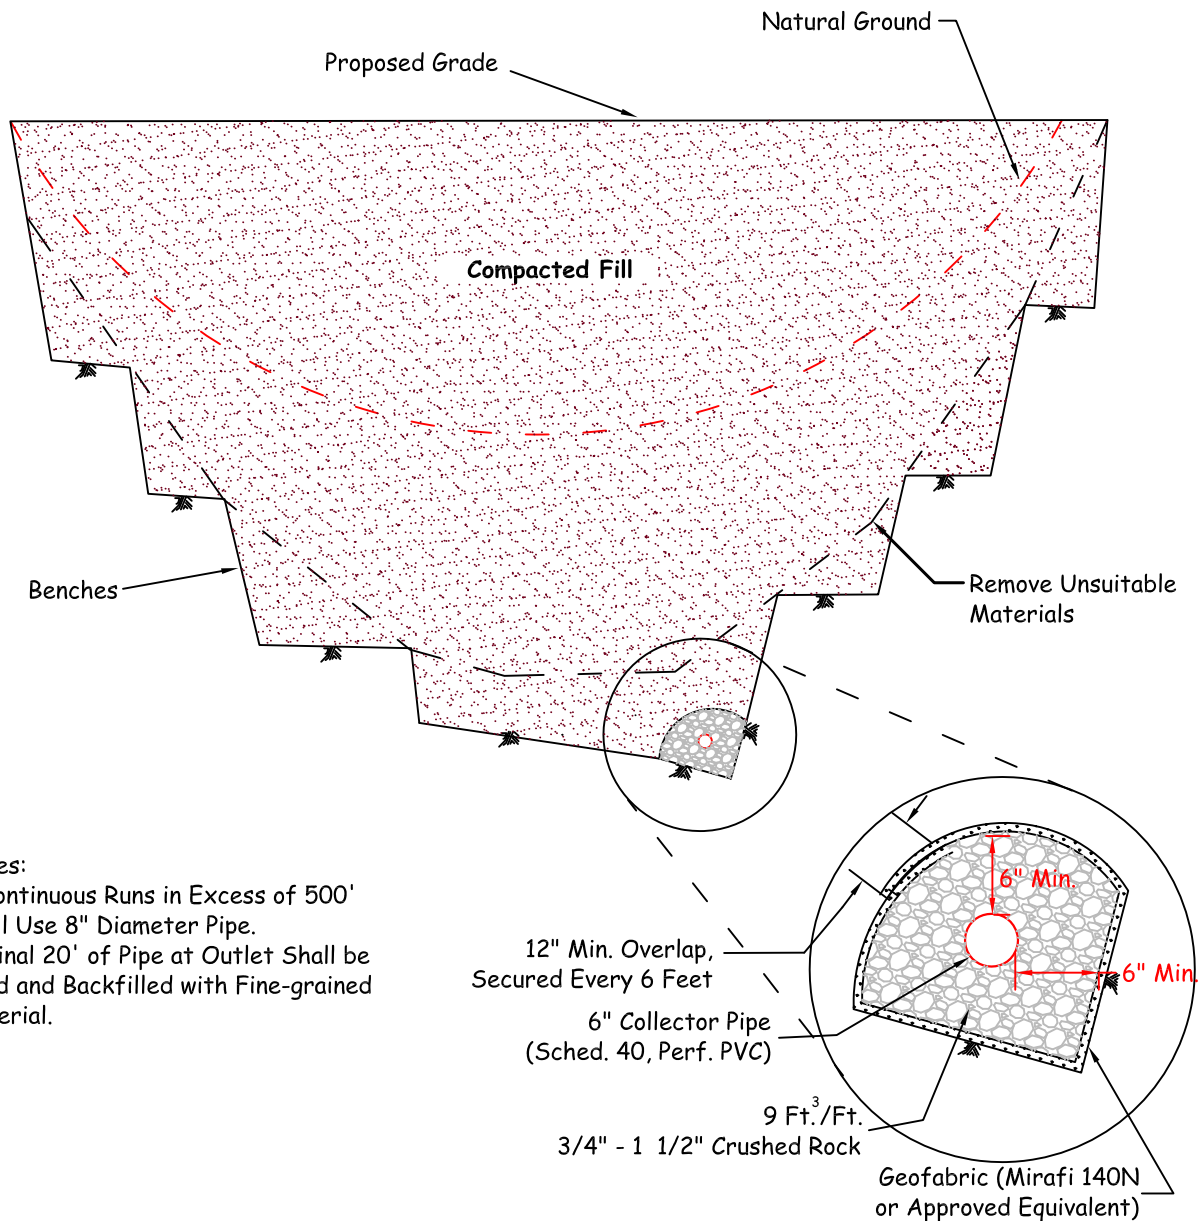 Natural Ground
Proposed Grade
Compacted Fill
Benches
Remove Unsuitable
Materials
es:
ontinuous Runs in Excess of 500'
l Use 8" Diameter Pipe.
inal 20' of Pipe at Outlet Shall be
d and Backfilled with Fine-grained
erial.
6" Min.
6" Min.
12" Min. Overlap,
Secured Every 6 Feet
6" Collector Pipe
(Sched. 40, Perf. PVC)
9 Ft.³/Ft.
3/4" - 1 1/2" Crushed Rock
Geofabric (Mirafi 140N
or Approved Equivalent)